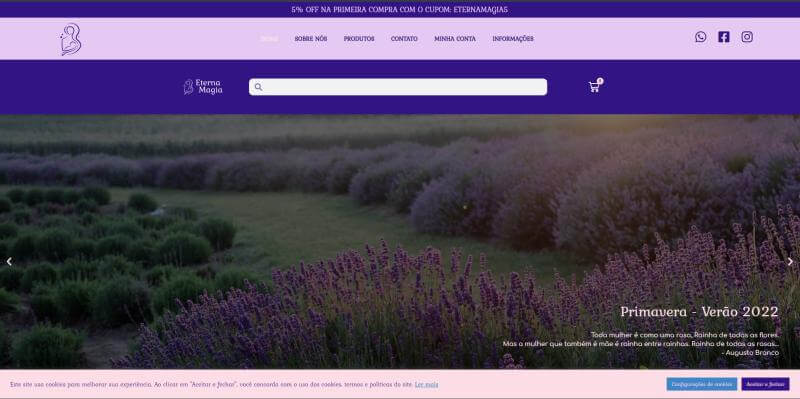 5% OFF NA PRIMEIRA COMPRA COM O CUPOM: ETERNAMAGIA5
HOME SOBRE NÓS PRODUTOS CONTATO MINHA CONTA INFORMAÇÕES
Eterna
Magia
Primavera - Verão 2022
Toda mulher é como uma rosa, Rainha de todas as flores.
Mas a mulher que também é mãe é rainha entre rainhas. Rainha de todas as rosas...
- Augusto Branco
Este site usa cookies para melhorar sua experiência. Ao clicar em "Aceitar e fechar", você concorda com o uso dos cookies, termos e políticas do site. Ler mais
Configurações de cookies
Aceitar e fechar